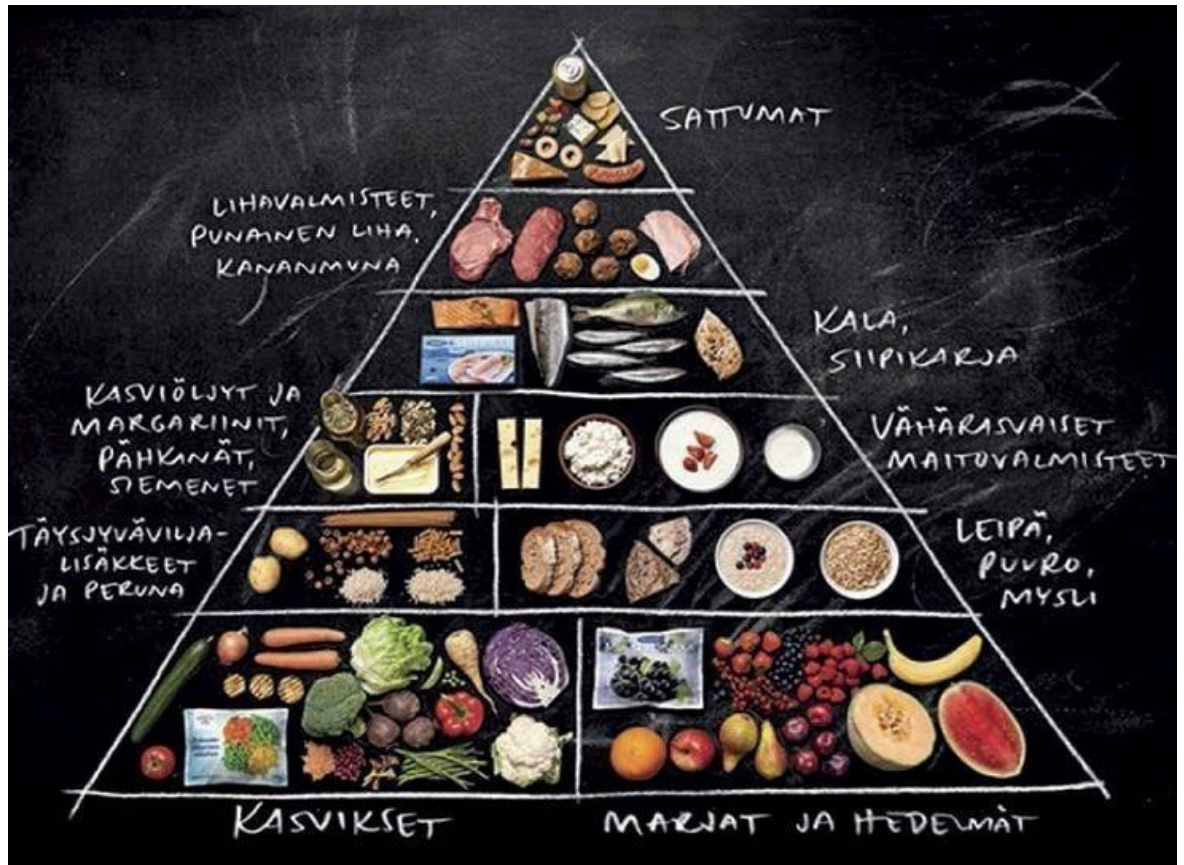 SATTUMAT
LIHAVALMISTEET,
PUNAINEN LIHA,
KANANMUNA
KALA,
SIIPIKARJA
KASVIÖLJYT JA
MARGARIINIT,
PÄHKINÄT,
SIEMENET
VÄHÄRASVAISET
MAITOVALMISTEET
TÄYSJYVÄVILJA-
LISÄKKEET
JA PERUNA
LEIPÄ,
PUURO,
MYSLI
KASVIKSET
MARJAT JA HEDELMÄT